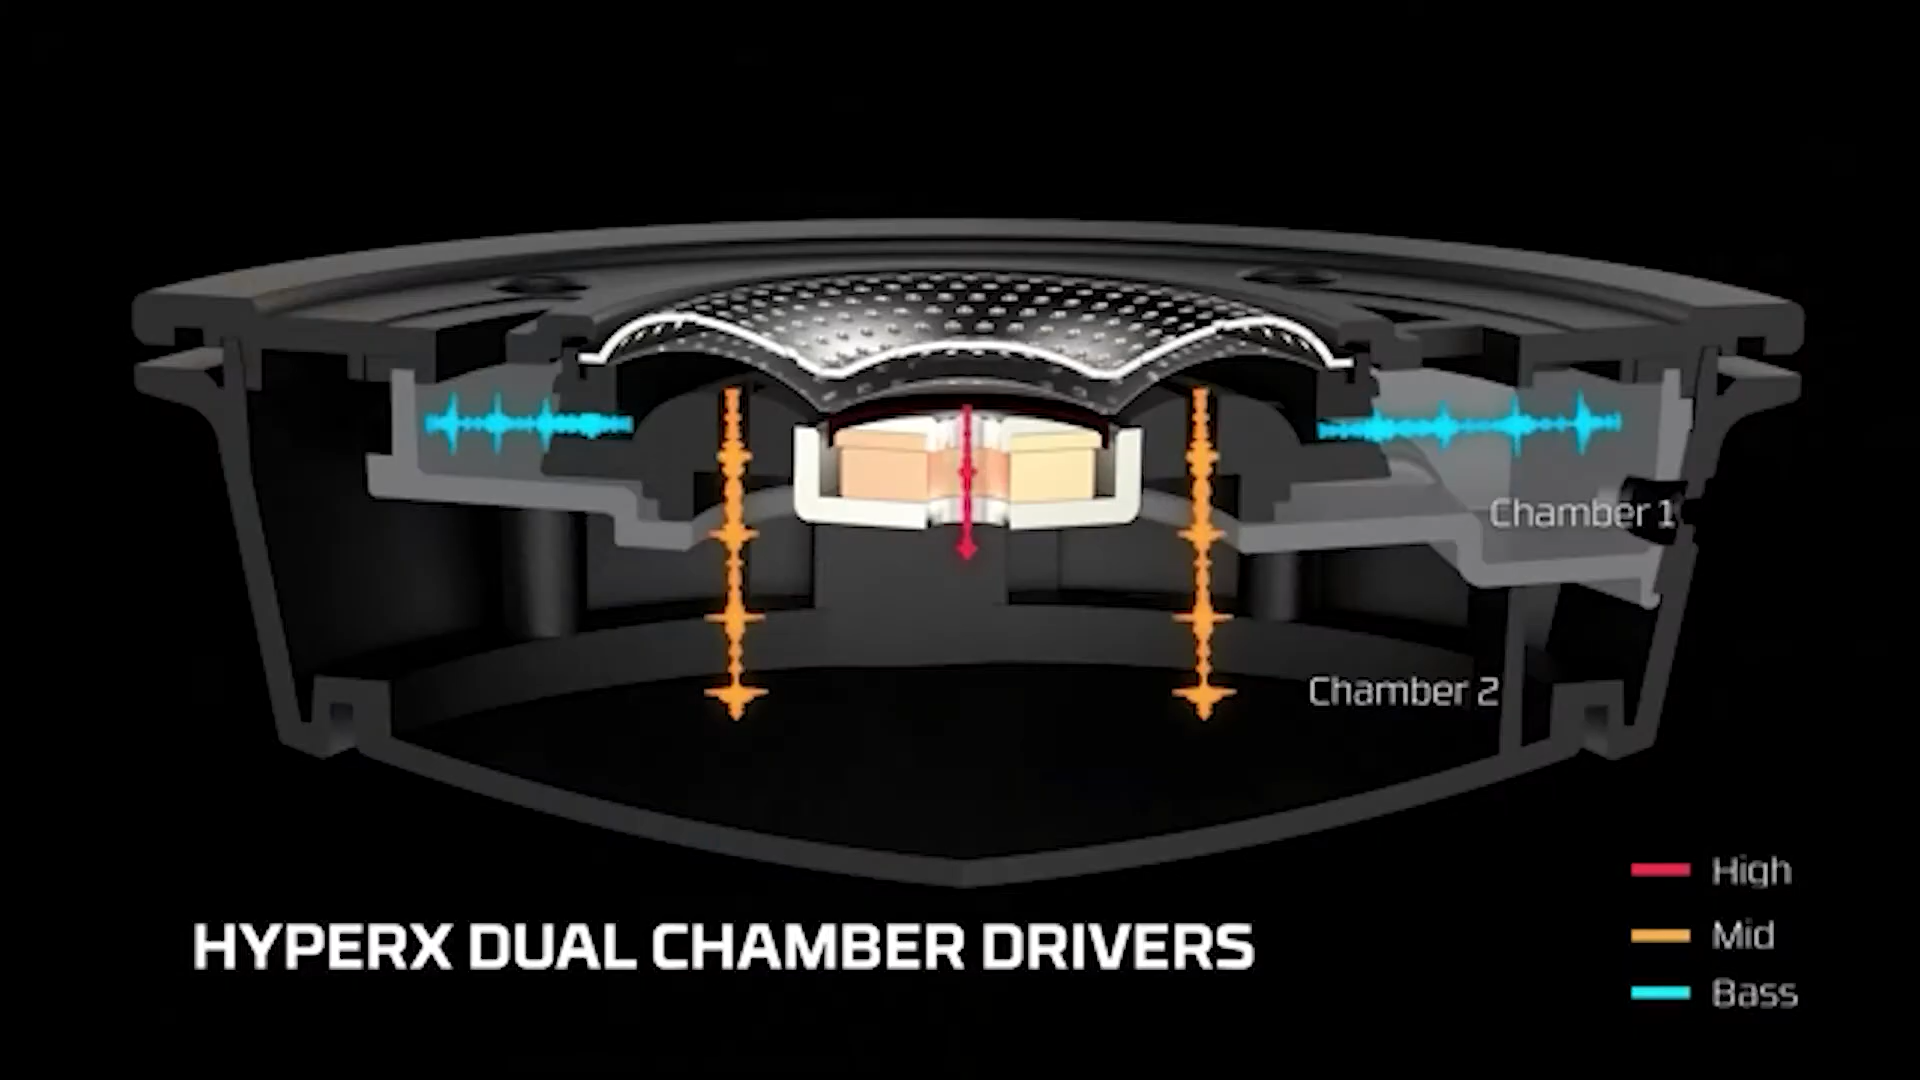 Chamber 1
Chamber 2
High
Mid
Bass
HYPERX DUAL CHAMBER DRIVERS